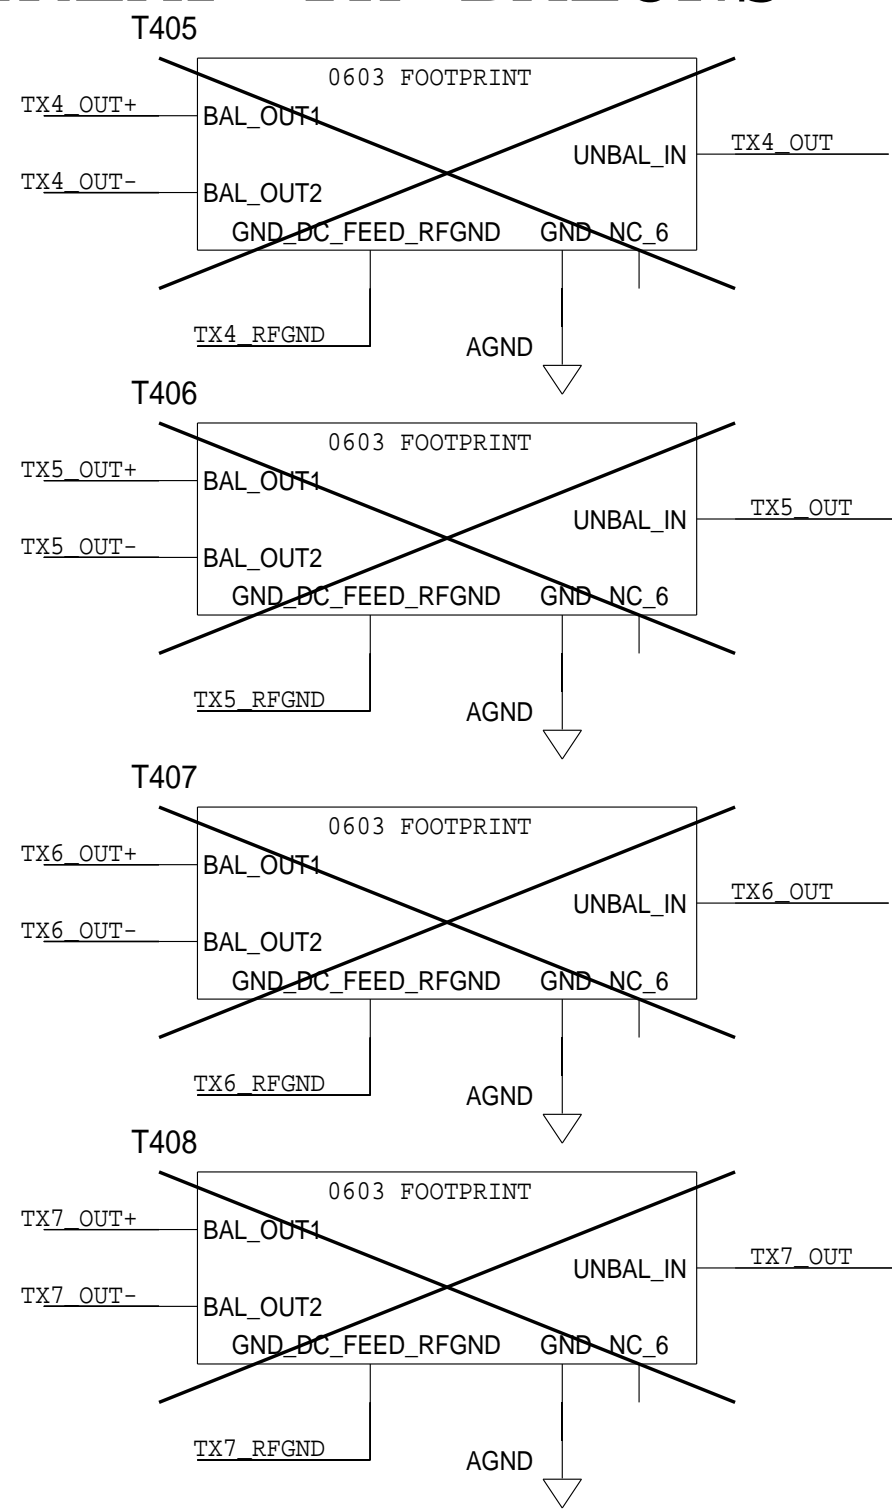 T405
0603 FOOTPRINT
TX4_OUT+
BAL_OUT1
TX4_OUT
UNBAL_IN
TX4_OUT-
BAL_OUT2
GND_DC_FEED_RFGND GND NC_6
TX4_RFGND
AGND
T406
0603 FOOTPRINT
TX5_OUT+
BAL_OUT1
TX5_OUT
UNBAL_IN
TX5_OUT-
BAL_OUT2
GND_DC_FEED_RFGND GND NC_6
TX5_RFGND
AGND
T407
0603 FOOTPRINT
TX6_OUT+
BAL_OUT1
TX6_OUT
UNBAL_IN
TX6_OUT-
BAL_OUT2
GND_DC_FEED_RFGND GND NC_6
TX6_RFGND
AGND
T408
0603 FOOTPRINT
TX7_OUT+
BAL_OUT1
TX7_OUT
UNBAL_IN
TX7_OUT-
BAL_OUT2
GND_DC_FEED_RFGND GND NC_6
TX7_RFGND
AGND